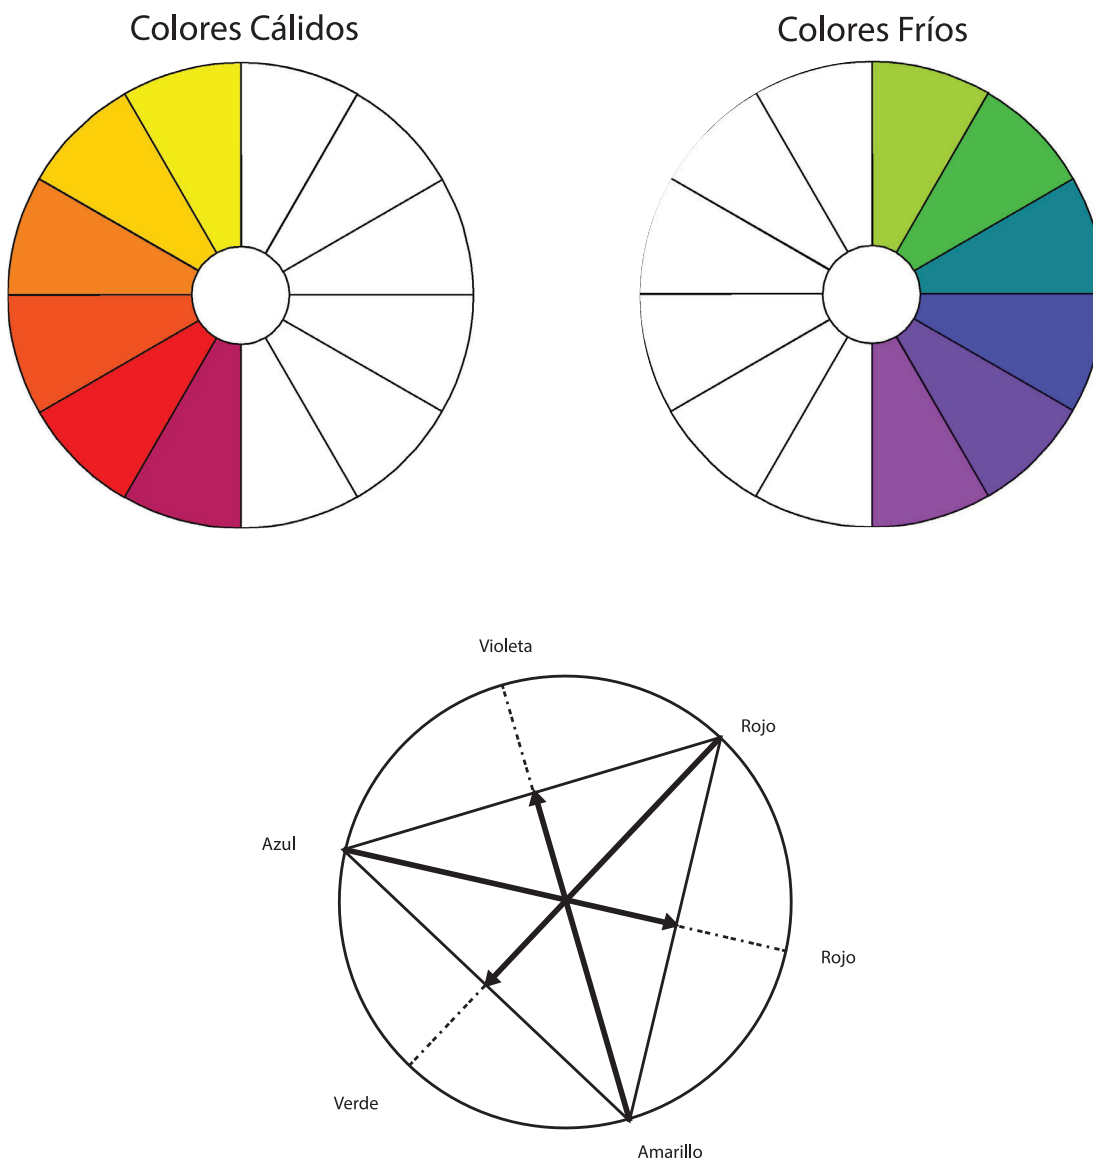 Colores Cálidos
Colores Fríos
Violeta
Rojo
Azul
Rojo
Verde
Amarillo